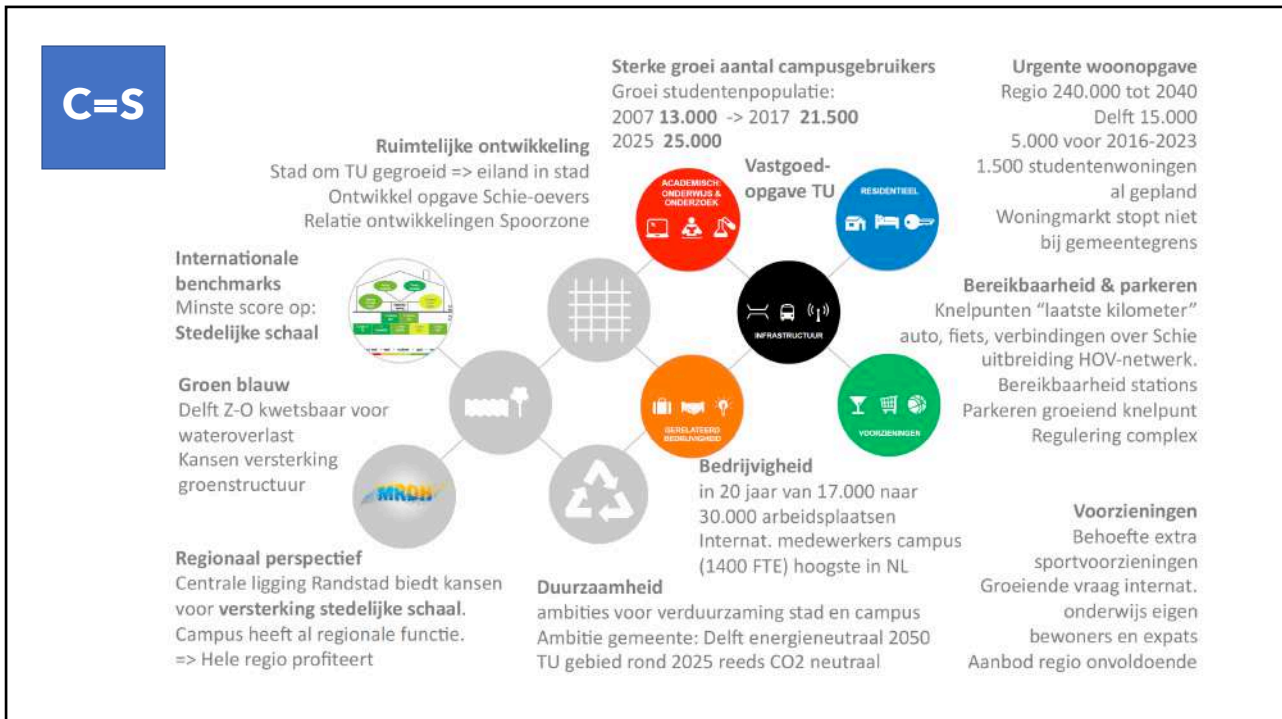 C=S
Sterke groei aantal campusgebruikers
Groei studentenpopulatie:
2007 13.000 -> 2017 21.500
2025 25.000
Urgente woonopgave
Regio 240.000 tot 2040
Delft 15.000
5.000 voor 2016-2023
1.500 studentenwoningen
al gepland
Woningmarkt stopt niet
bij gemeentegrens
Ruimtelijke ontwikkeling
Stad om TU gegroeid => eiland in stad
Ontwikkel opgave Schie-oevers
Relatie ontwikkelingen Spoorzone
Vastgoed-
opgave TU
ACADEMISCH:
ONDERWIJS &
ONDERZOEK
RESIDENTIEEL
Internationale
benchmarks
Minste score op:
Stedelijke schaal
INFRASTRUCTUUR
Bereikbaarheid & parkeren
Knelpunten “laatste kilometer”
auto, fiets, verbindingen over Schie
uitbreiding HOV-netwerk.
Bereikbaarheid stations
Parkeren groeiend knelpunt
Regulering complex
Groen blauw
Delft Z-O kwetsbaar voor
wateroverlast
Kansen versterking
groenstructuur
GERELATEERD
BEDRIJVIGHEID
VOORZIENINGEN
MRDH
Bedrijvigheid
in 20 jaar van 17.000 naar
30.000 arbeidsplaatsen
Internat. medewerkers campus
(1400 FTE) hoogste in NL
Voorzieningen
Behoefte extra
sportvoorzieningen
Groeiende vraag internat.
onderwijs eigen
bewoners en expats
Aanbod regio onvoldoende
Regionaal perspectief
Centrale ligging Randstad biedt kansen
voor versterking stedelijke schaal.
Campus heeft al regionale functie.
=> Hele regio profiteert
Duurzaamheid
ambities voor verduurzaming stad en campus
Ambitie gemeente: Delft energieneutraal 2050
TU gebied rond 2025 reeds CO2 neutraal